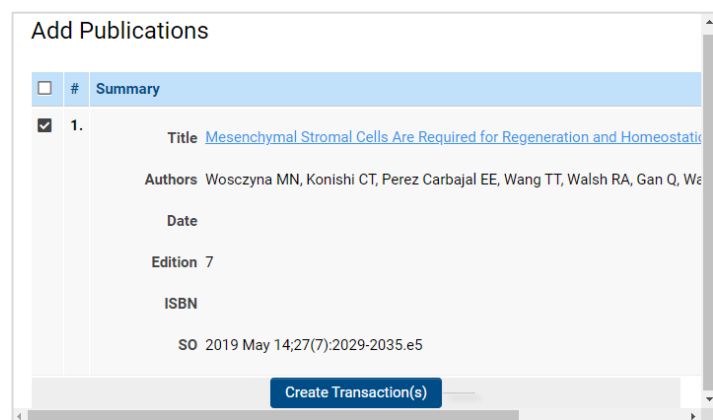 Add Publications
# Summary
1.
Title Mesenchymal Stromal Cells Are Required for Regeneration and Homeostatic
Authors Wosczyna MN, Konishi CT, Perez Carbajal EE, Wang TT, Walsh RA, Gan Q, Wa
Date
Edition 7
ISBN
SO 2019 May 14;27(7):2029-2035.e5
Create Transaction(s)